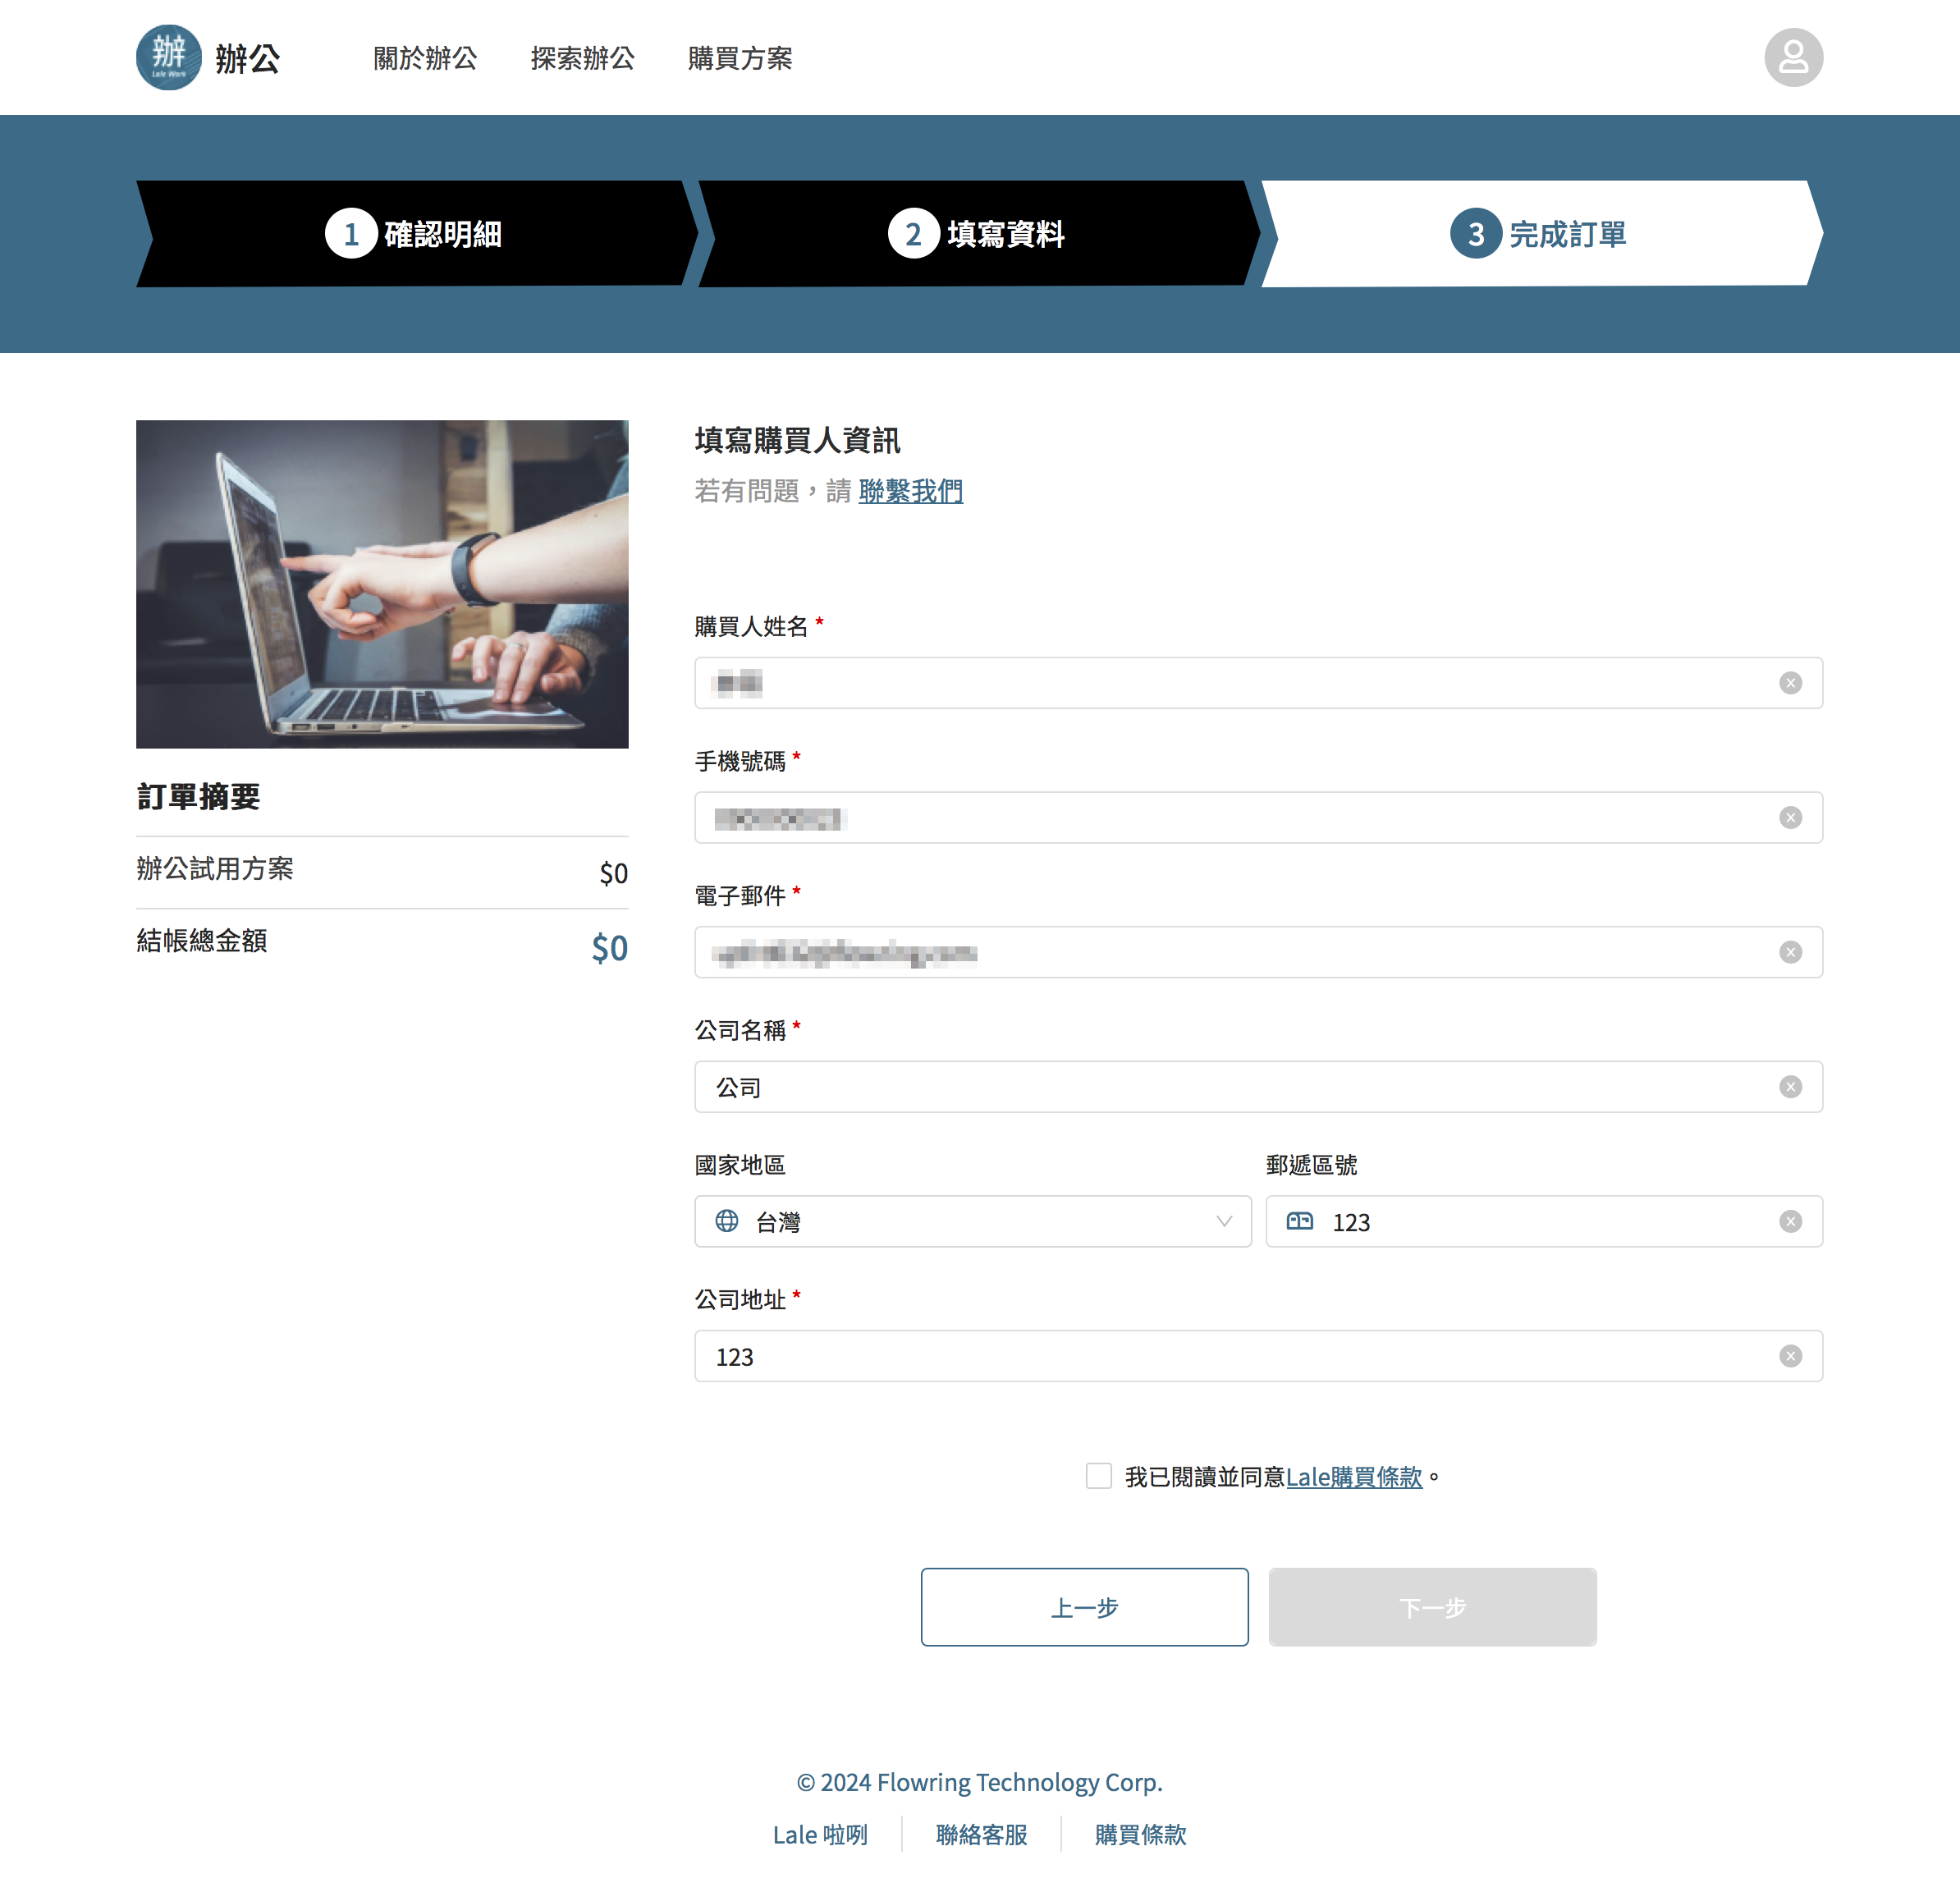 辦
Lale Work
辦公
關於辦公
探索辦公
購買方案
1 確認明細
2 填寫資料
3 完成訂單
填寫購買人資訊
若有問題，請 聯繫我們
訂單摘要
辦公試用方案 $0
結帳總金額 $0
購買人姓名 *
手機號碼 *
電子郵件 *
公司名稱 *
公司
國家地區
台灣
郵遞區號
123
公司地址 *
123
我已閱讀並同意Lale購買條款。
上一步
下一步
© 2024 Flowring Technology Corp.
Lale 啦咧
聯絡客服
購買條款